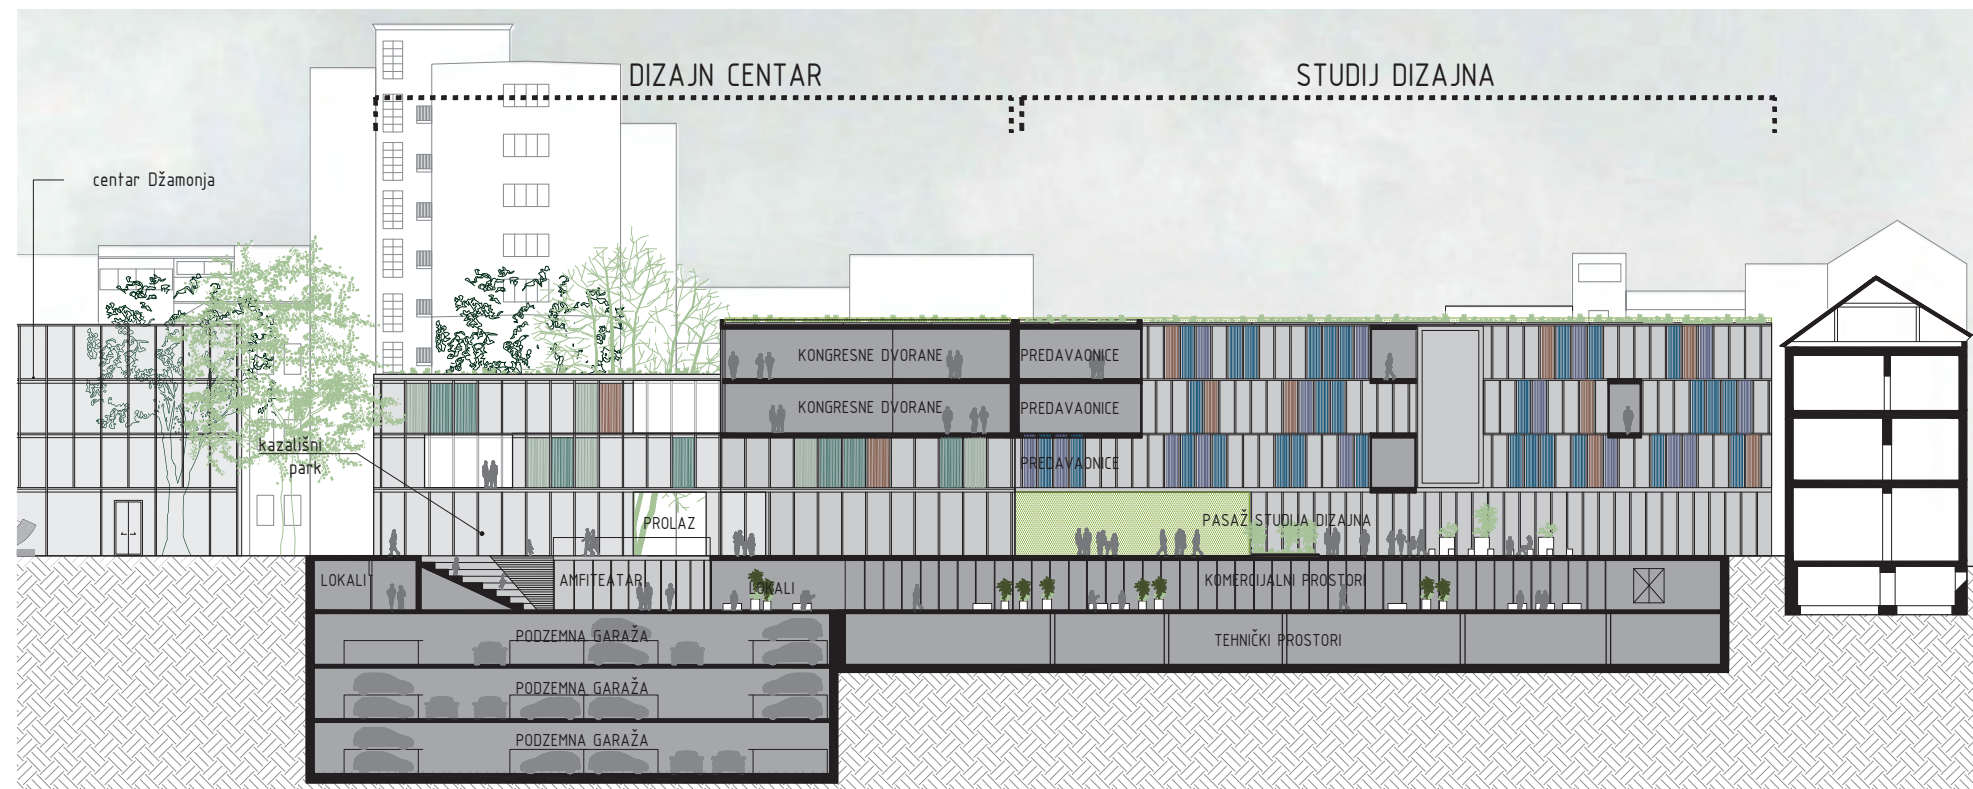 DIZAJN CENTAR
STUDIJ DIZAJNA
centar Džamonja
KONGRESNE DVORANE
PREDAVAONICE
KONGRESNE DVORANE
PREDAVAONICE
kazališni
park
PREDAVAONICE
PROLAZ
PASAŽ STUDIJA DIZAJNA
LOKALI
AMFITEATAR
LOKALI
KOMERCIJALNI PROSTORI
PODZEMNA GARAŽA
TEHNIČKI PROSTORI
PODZEMNA GARAŽA
PODZEMNA GARAŽA